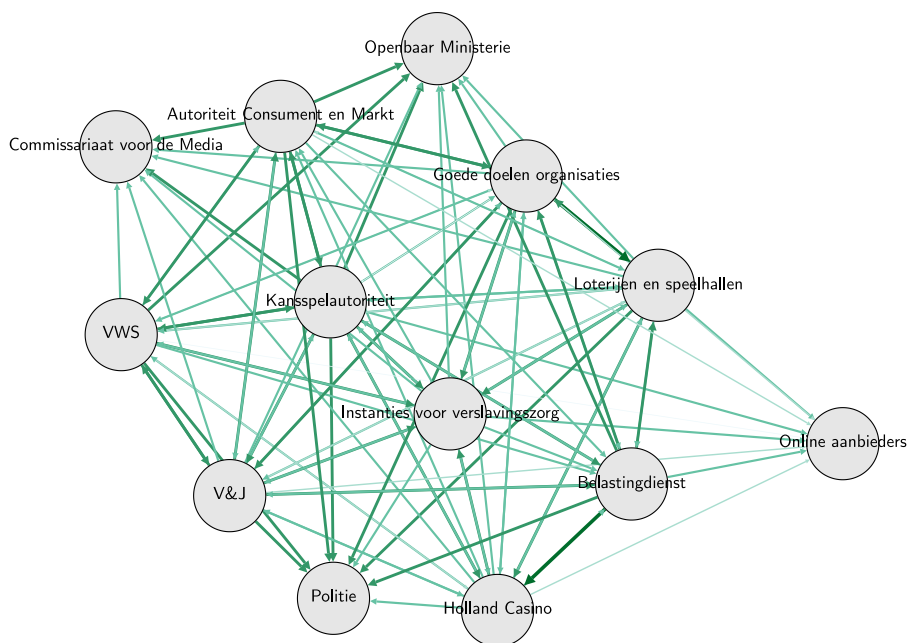 Openbaar Ministerie
Autoriteit Consument en Markt
Commissariaat voor de Media
Goede doelen organisaties
Loterijen en speelhallen
Kansspelautoriteit
VWS
Instanties voor verslavingszorg
Online aanbieders
Belastingdienst
V&J
Politie
Holland Casino